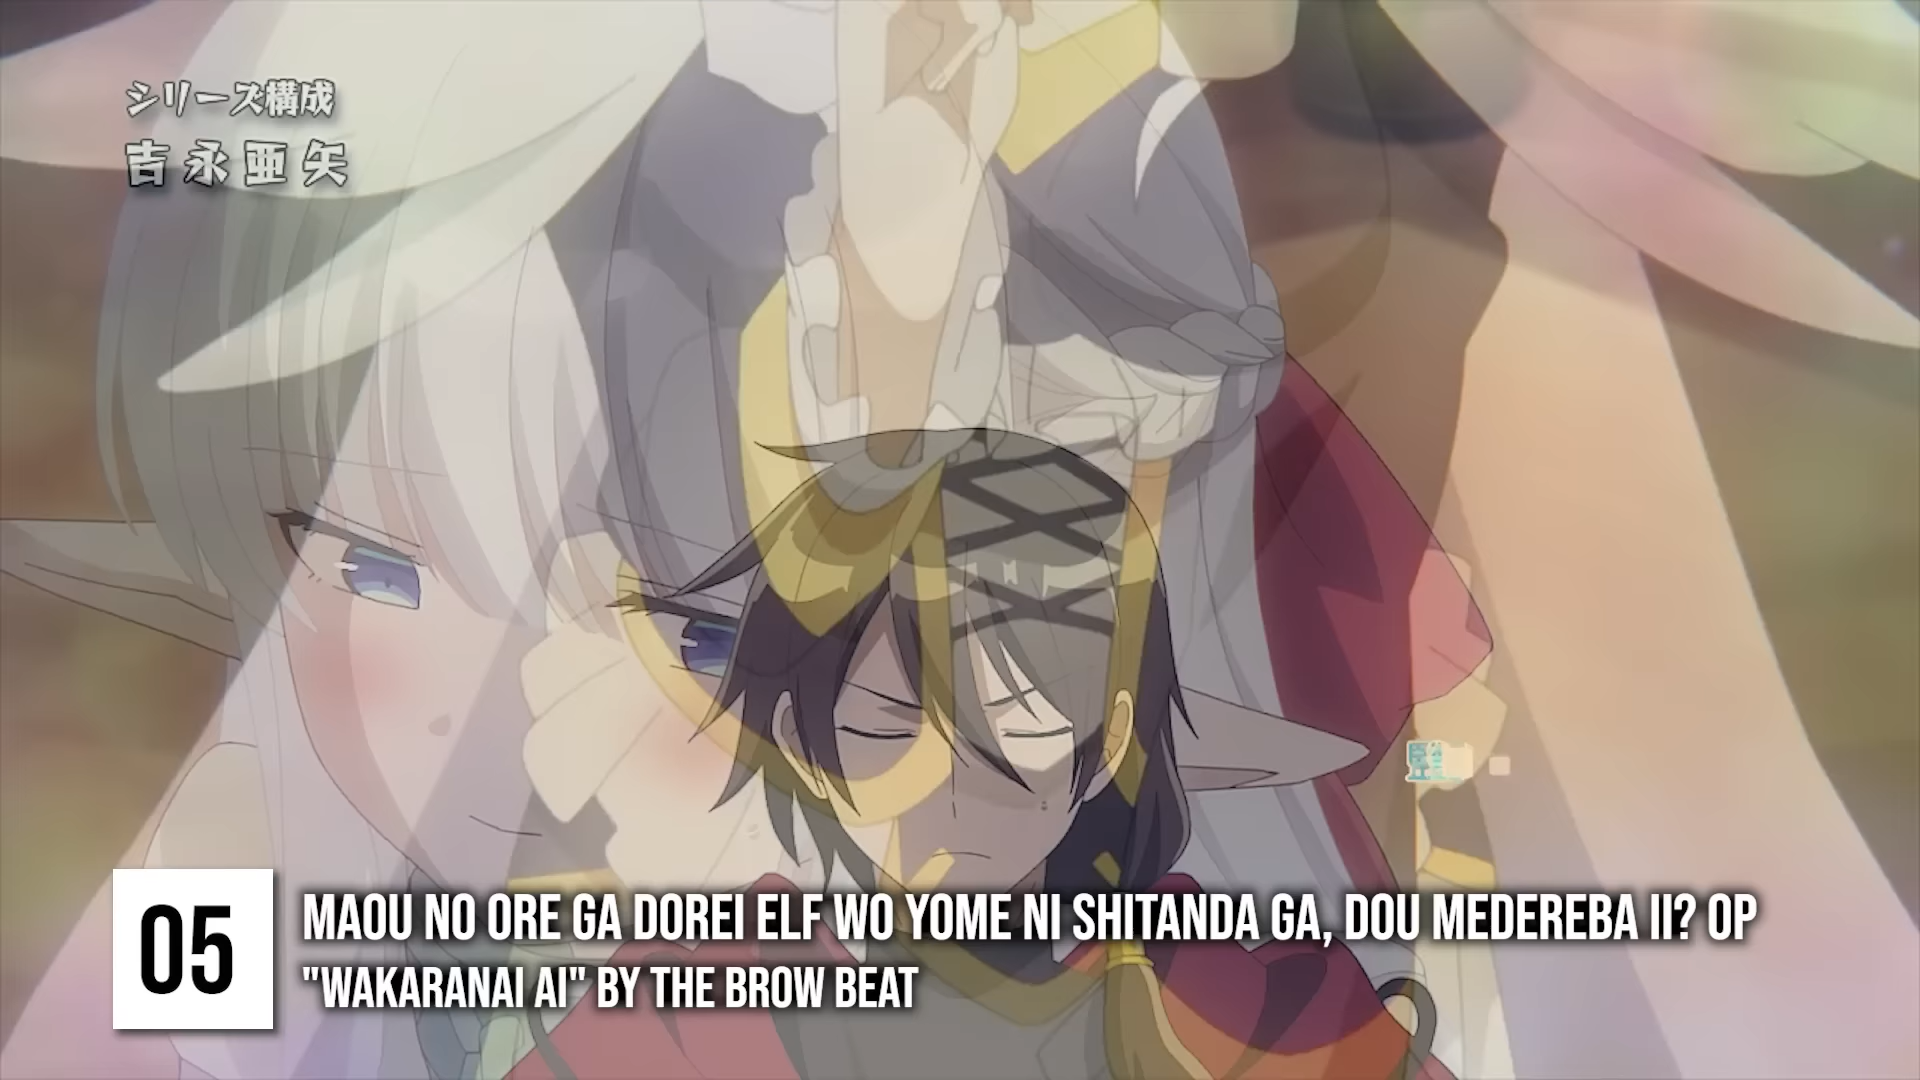 シリーズ構成
吉永亜矢
05
MAOU NO ORE GA DOREI ELF WO YOME NI SHITANDA GA, DOU MEDEREBA II? OP
"WAKARANAI AI" BY THE BROW BEAT